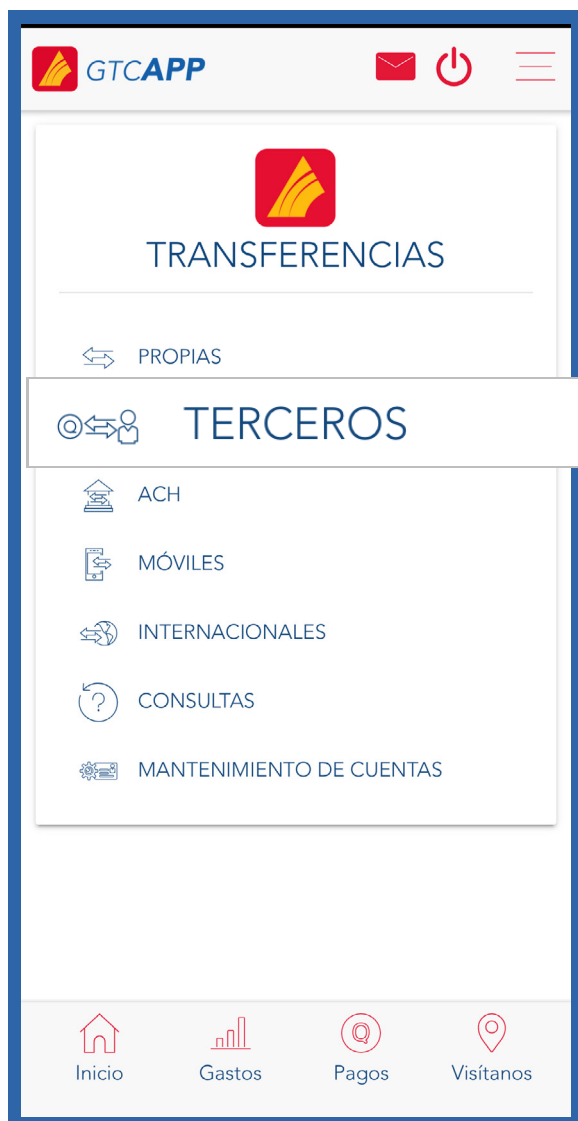 GTCAPP
TRANSFERENCIAS
PROPIAS
Q TERCEROS
ACH
MÓVILES
INTERNACIONALES
? CONSULTAS
MANTENIMIENTO DE CUENTAS
Q
Inicio Gastos Pagos Visítanos